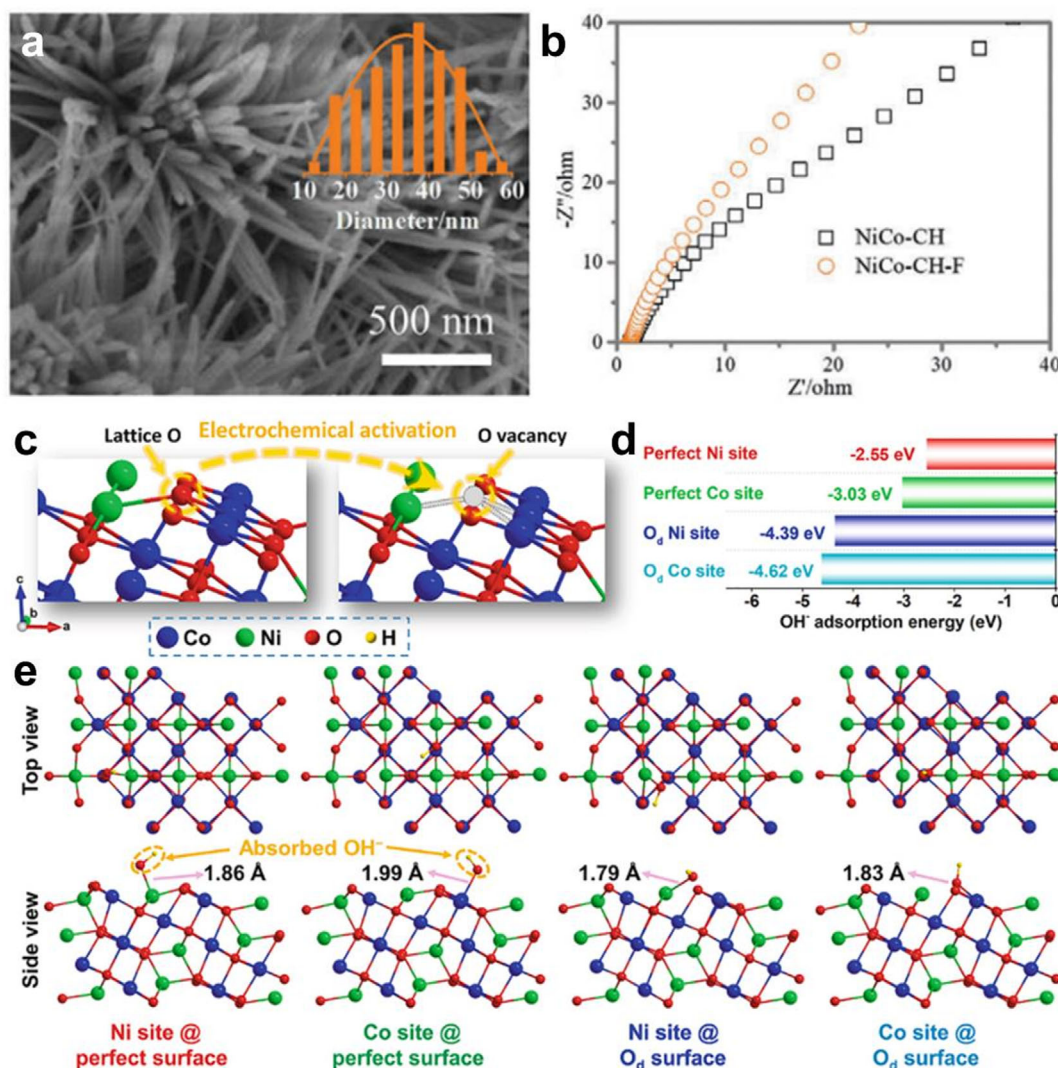 a
10 20 30 40 50 60
Diameter/nm
500 nm
b
-Z''/ohm
40
30
20
10
0
NiCo-CH
NiCo-CH-F
0 10 20 30 40
Z'/ohm
c
Lattice O
Electrochemical activation
O vacancy
c
b
a
Co Ni O H
d
Perfect Ni site -2.55 eV
Perfect Co site -3.03 eV
Od Ni site -4.39 eV
Od Co site -4.62 eV
-6 -5 -4 -3 -2 -1 0
OH⁻ adsorption energy (eV)
e
Top view
Side view
Absorbed OH⁻
1.86 Å
1.99 Å
1.79 Å
1.83 Å
Ni site @
perfect surface
Co site @
perfect surface
Ni site @
Od surface
Co site @
Od surface